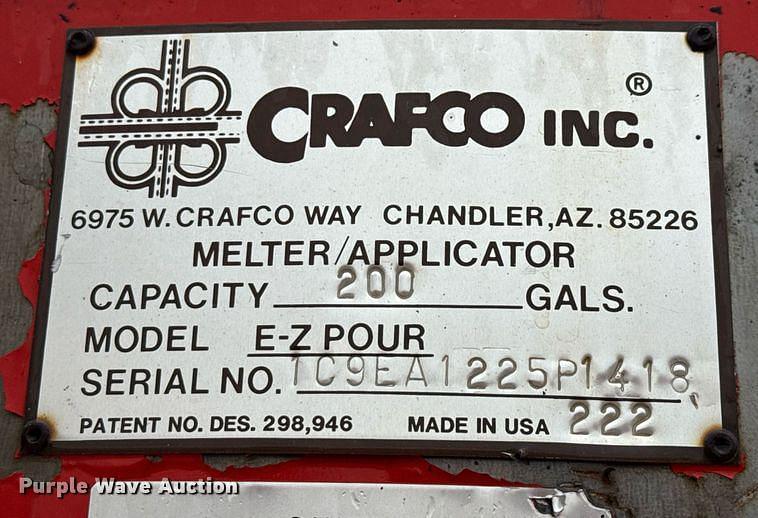 CRAFCO INC.®
6975 W. CRAFCO WAY CHANDLER, AZ. 85226
MELTER/APPLICATOR
CAPACITY 200 GALS.
MODEL E-Z POUR
SERIAL NO. 1C9EA1225P1418
222
PATENT NO. DES. 298,946 MADE IN USA
Purple Wave Auction